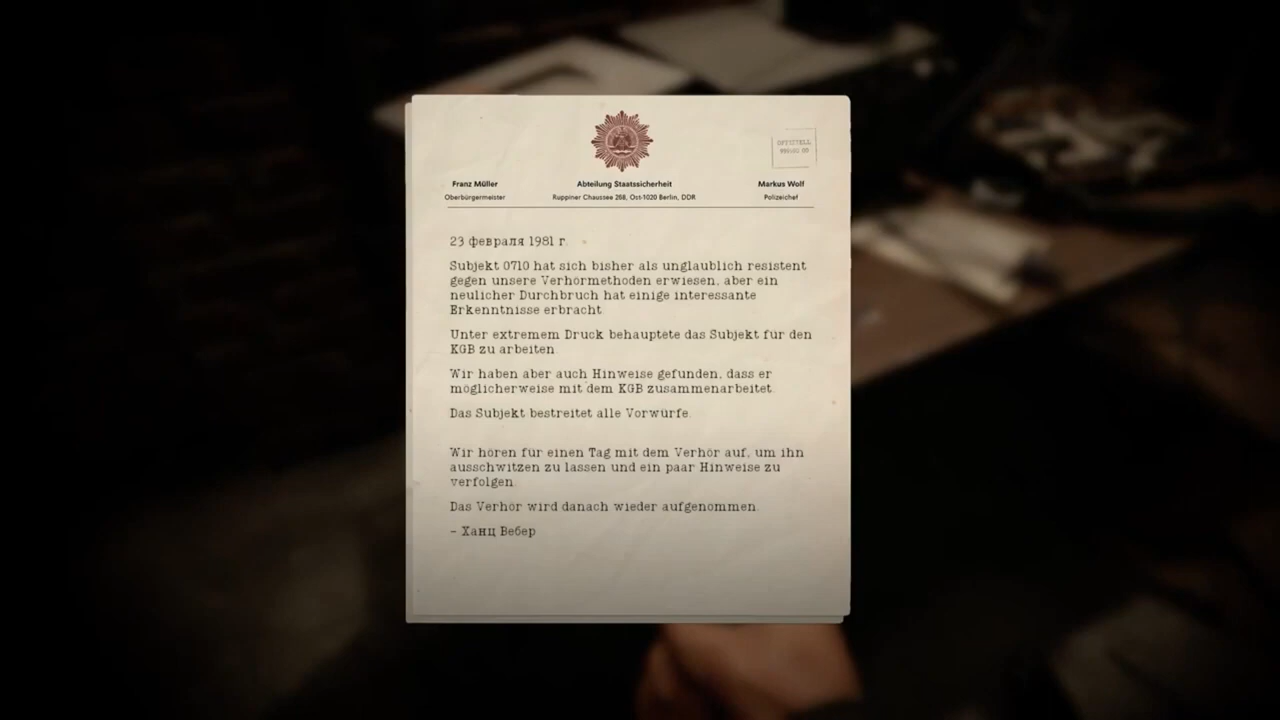 OFFIZIELL
Franz Müller
Abteilung Staatssicherheit
Markus Wolf
Oberbürgermeister
Ruppiner Chaussee 268, Ost-1020 Berlin, DDR
Polizeichef
23 февраля 1981 г.
Subjekt 0710 hat sich bisher als unglaublich resistent
gegen unsere Verhörmethoden erwiesen, aber ein
neulicher Durchbruch hat einige interessante
Erkenntnisse erbracht.
Unter extremem Druck behauptete das Subjekt für den
KGB zu arbeiten.
Wir haben aber auch Hinweise gefunden, dass er
möglicherweise mit dem KGB zusammenarbeitet.
Das Subjekt bestreitet alle Vorwürfe.
Wir hören für einen Tag mit dem Verhör auf, um ihn
ausschwitzen zu lassen und ein paar Hinweise zu
verfolgen.
Das Verhör wird danach wieder aufgenommen.
– Ханц Вебер